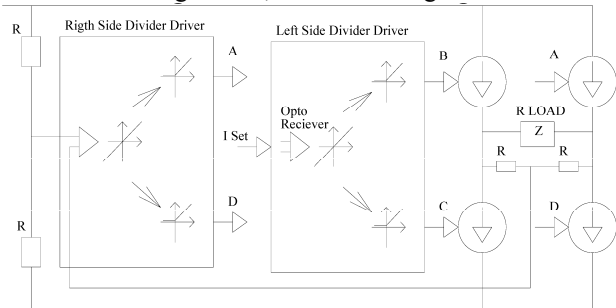 R
Rigth Side Divider Driver
Left Side Divider Driver
A
B
A
Opto
Reciever
I Set
R LOAD
Z
R
R
R
D
C
D